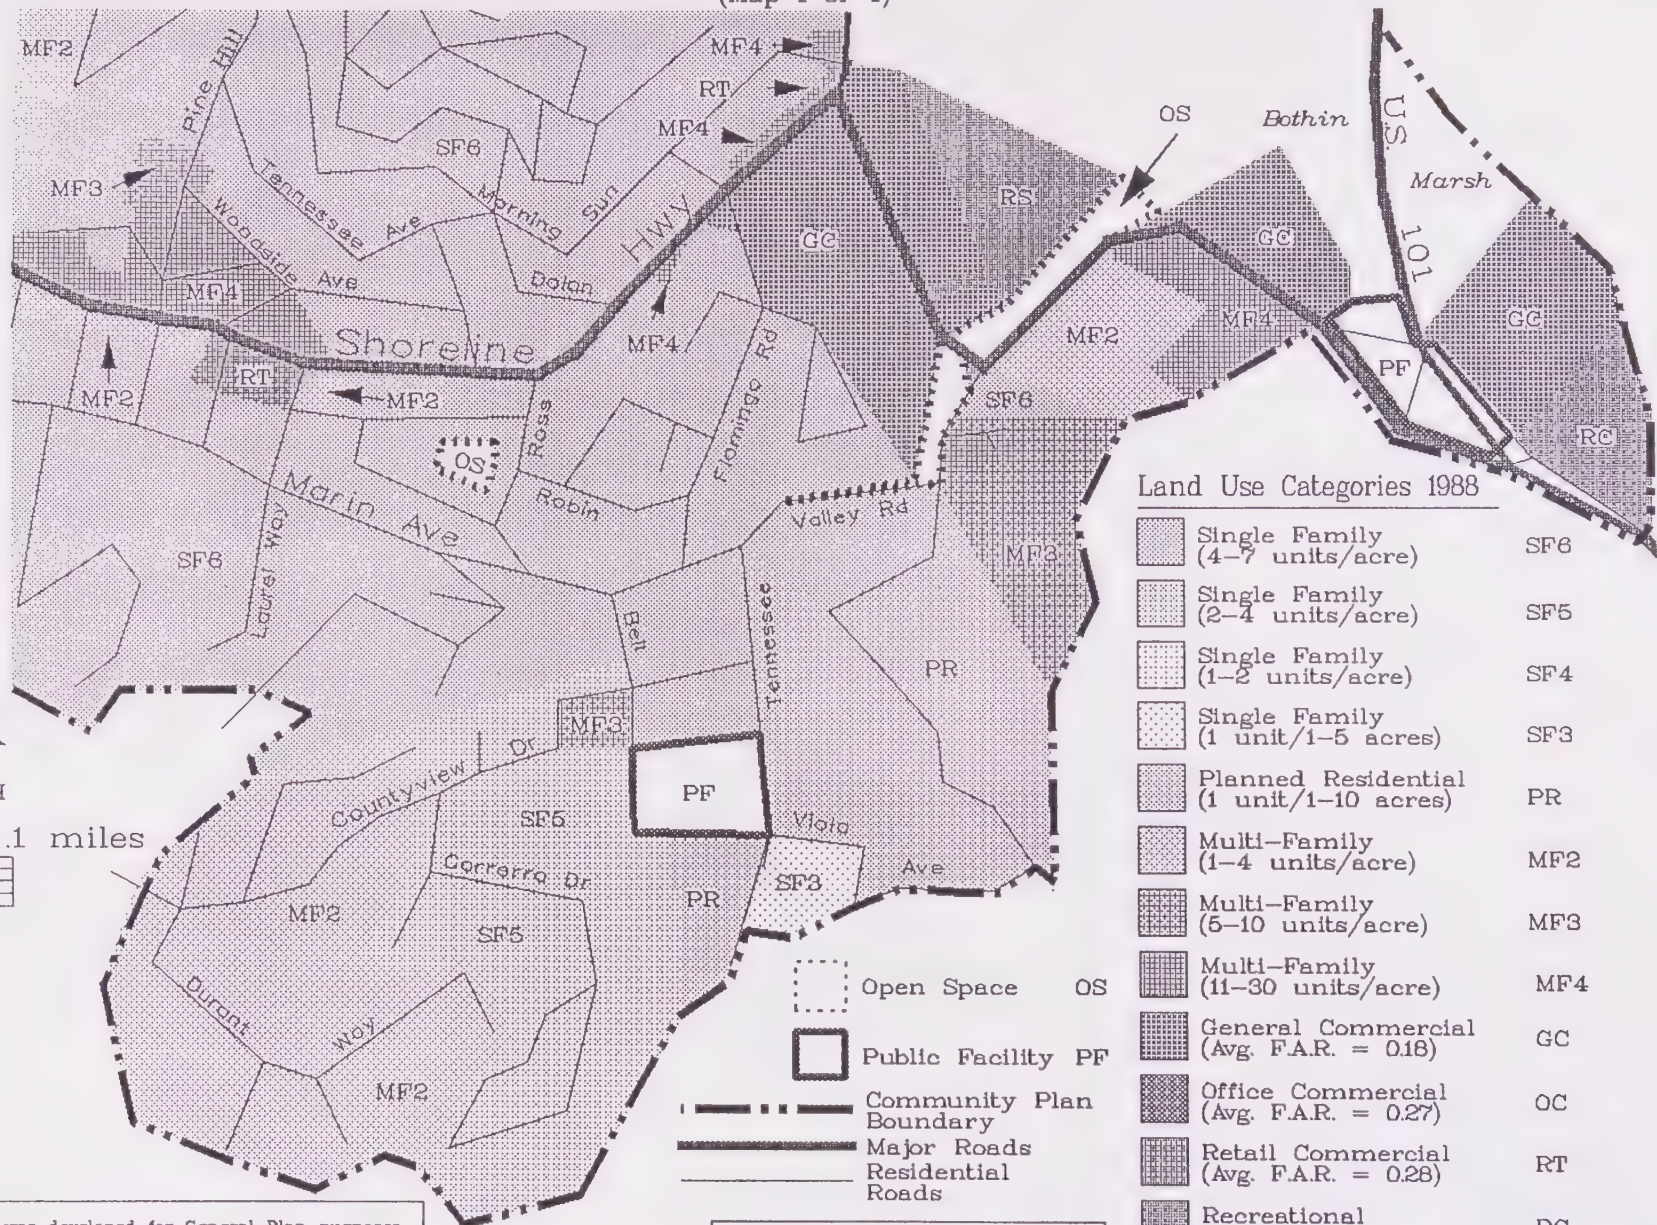 MF2
Pine Hill
MF4
RT
MF4
SF6
MF3
Tennessee
Ave
Morning
Sun
Woodside
Ave
MF4
Dolan
Hwy
Shoreline
MF4
MF2
RT
MF2
OS
Ross
Robin
Flamingo Rd
Marin Ave
SF6
Laurel Way
Valley Rd
GC
RS
OS
Bothin
Marsh
U.S.
101
GC
MF2
MF4
SF6
PF
GC
RC
MF3
Bell
Tennessee
PR
MF3
PF
Countyview Dr
SF5
Correrra Dr
MF2
SF5
PR
SF3
Viola
Ave
Durant
Way
MF2
.1 miles
Land Use Categories 1988
Single Family
(4-7 units/acre) SF6
Single Family
(2-4 units/acre) SF5
Single Family
(1-2 units/acre) SF4
Single Family
(1 unit/1-5 acres) SF3
Planned Residential
(1 unit/1-10 acres) PR
Multi-Family
(1-4 units/acre) MF2
Multi-Family
(5-10 units/acre) MF3
Multi-Family
(11-30 units/acre) MF4
General Commercial
(Avg. F.A.R. = 0.18) GC
Office Commercial
(Avg. F.A.R. = 0.27) OC
Retail Commercial
(Avg. F.A.R. = 0.28) RT
Recreational
Open Space OS
Public Facility PF
Community Plan
Boundary
Major Roads
Residential
Roads
developed for General Plan purposes